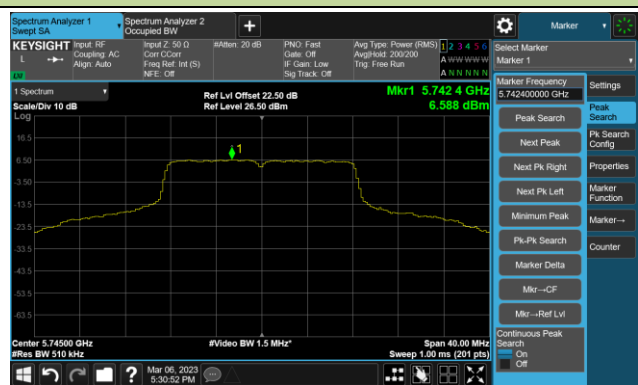 Spectrum Analyzer 1
Swept SA
Spectrum Analyzer 2
Occupied BW
+
Marker
KEYSIGHT
L
Input: RF
Coupling: AC
Align: Auto
Input Z: 50 Ω
Corr CCorr
Freq Ref: Int (S)
NFE: Off
#Atten: 20 dB
PNO: Fast
Gate: Off
IF Gain: Low
Sig Track: Off
Avg Type: Power (RMS)
Avg|Hold: 200/200
Trig: Free Run
1 2 3 4 5 6
A W W W W W
A N N N N N
Select Marker
Marker 1
1 Spectrum
Scale/Div 10 dB
Log
Ref Lvl Offset 22.50 dB
Ref Level 26.50 dBm
Mkr1 5.742 4 GHz
6.588 dBm
16.5
6.50
-3.50
-13.5
-23.5
-33.5
-43.5
-53.5
-63.5
1
Center 5.74500 GHz
#Res BW 510 kHz
#Video BW 1.5 MHz*
Span 40.00 MHz
Sweep 1.00 ms (201 pts)
Marker Frequency
5.742400000 GHz
Peak Search
Next Peak
Next Pk Right
Next Pk Left
Minimum Peak
Pk-Pk Search
Marker Delta
Mkr→CF
Mkr→Ref Lvl
Continuous Peak
Search
On
Off
Settings
Peak
Search
Pk Search
Config
Properties
Marker
Function
Marker→
Counter
?
Mar 06, 2023
5:30:52 PM